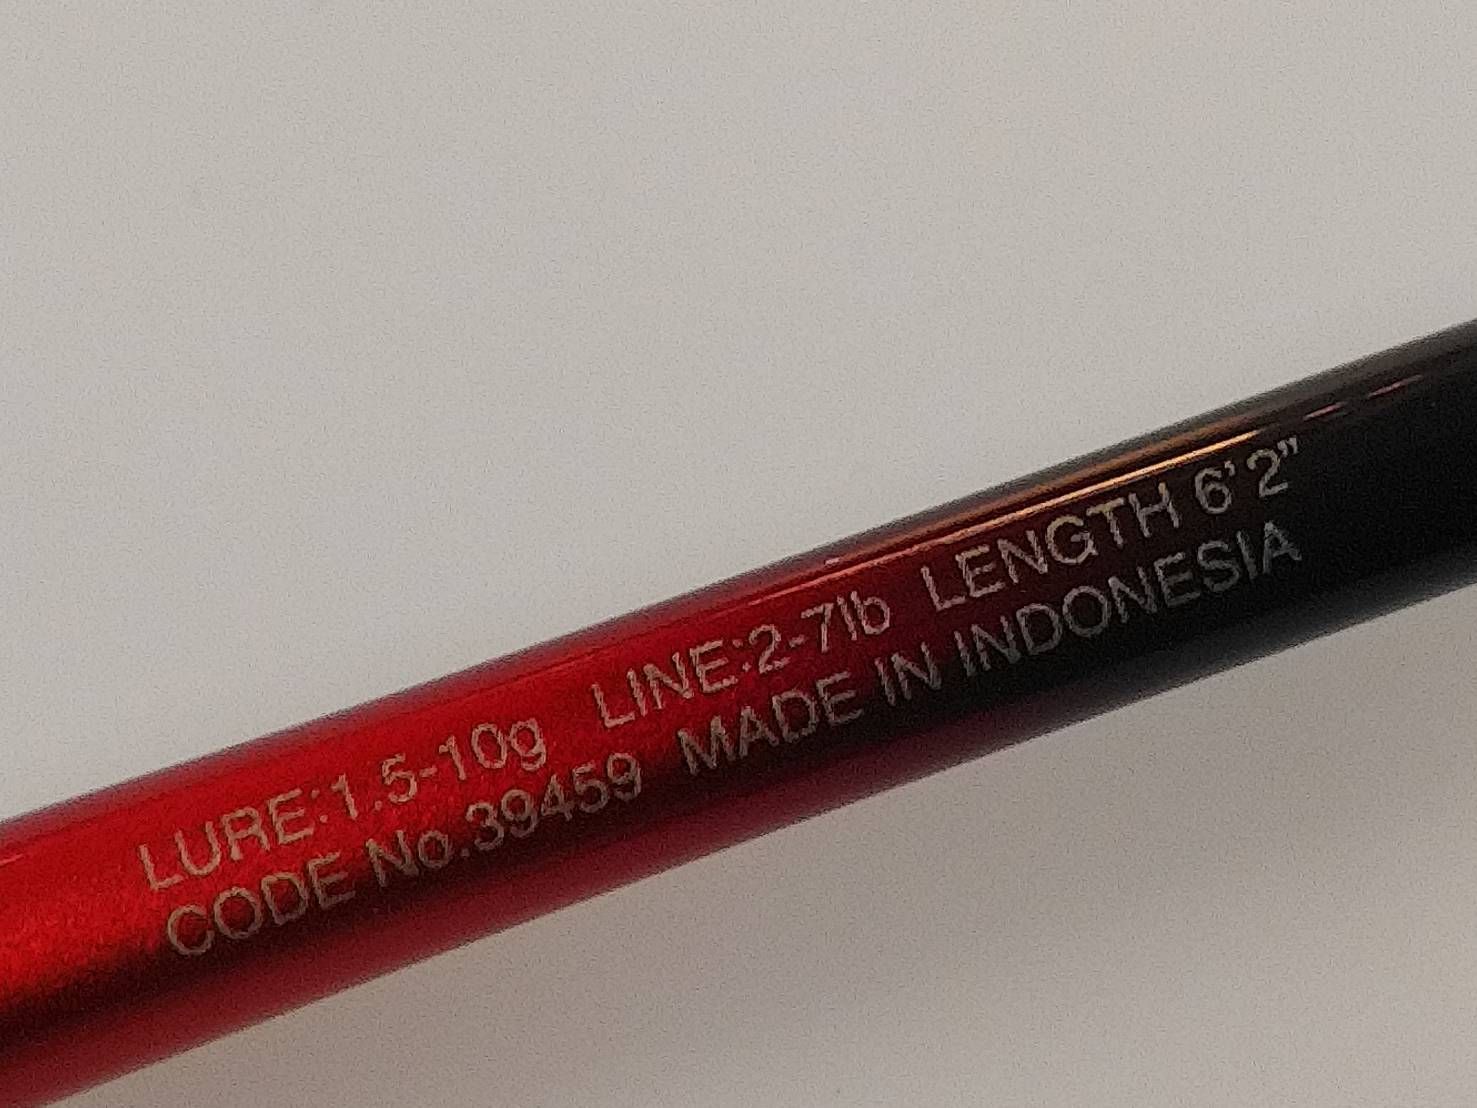 LURE:1.5-10g LINE:2-7lb LENGTH 6'2"
CODE No.39459 MADE IN INDONESIA